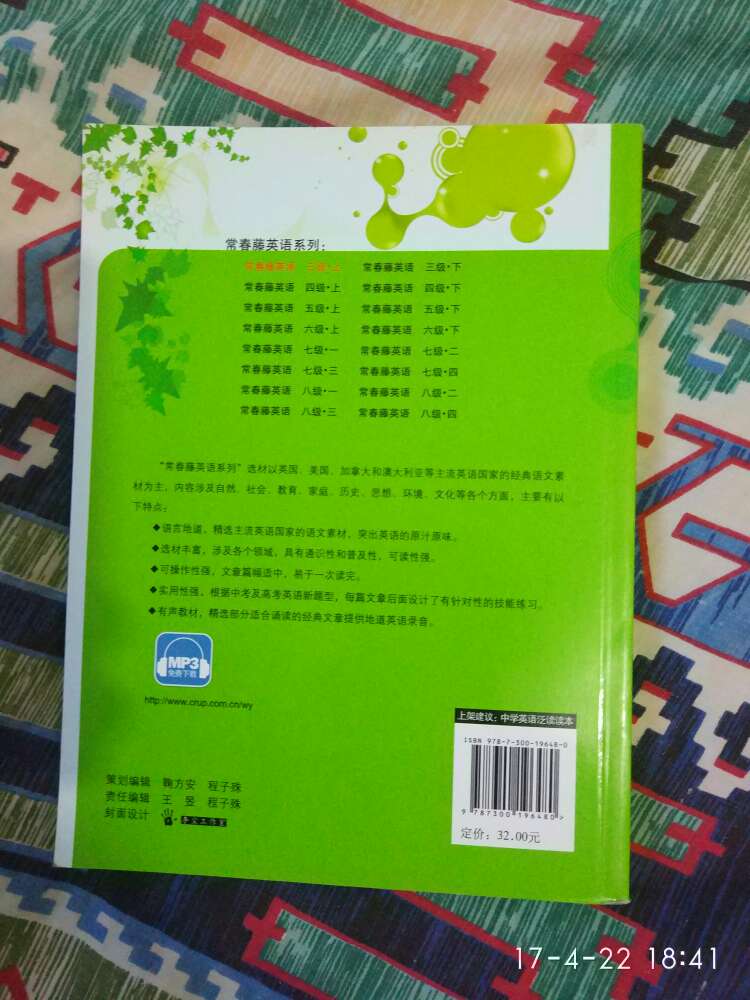 常春藤英语系列：
常春藤英语 三级·上 常春藤英语 三级·下
常春藤英语 四级·上 常春藤英语 四级·下
常春藤英语 五级·上 常春藤英语 五级·下
常春藤英语 六级·上 常春藤英语 六级·下
常春藤英语 七级·一 常春藤英语 七级·二
常春藤英语 七级·三 常春藤英语 七级·四
常春藤英语 八级·一 常春藤英语 八级·二
常春藤英语 八级·三 常春藤英语 八级·四
“常春藤英语系列”选材以英国、美国、加拿大和澳大利亚等主流英语国家的经典语文素
材为主，内容涉及自然、社会、教育、家庭、历史、思想、环境、文化等各个方面，主要有以
下特点：
◆语言地道，精选主流英语国家的语文素材，突出英语的原汁原味。
◆选材丰富，涉及各个领域，具有通识性和普及性，可读性强。
◆可操作性强，文章篇幅适中，易于一次读完。
◆实用性强，根据中考及高考英语新题型，每篇文章后面设计了有针对性的技能练习。
◆有声教材，精选部分适合诵读的经典文章提供地道英语录音。
MP3
免费下载
http://www.crup.com.cn/wy
上架建议：中学英语泛读读本
ISBN 978-7-300-19648-0
9 787300 196480>
定价：32.00元
策划编辑 鞠方安 程子殊
责任编辑 王昱 程子殊
封面设计
17-4-22 18:41